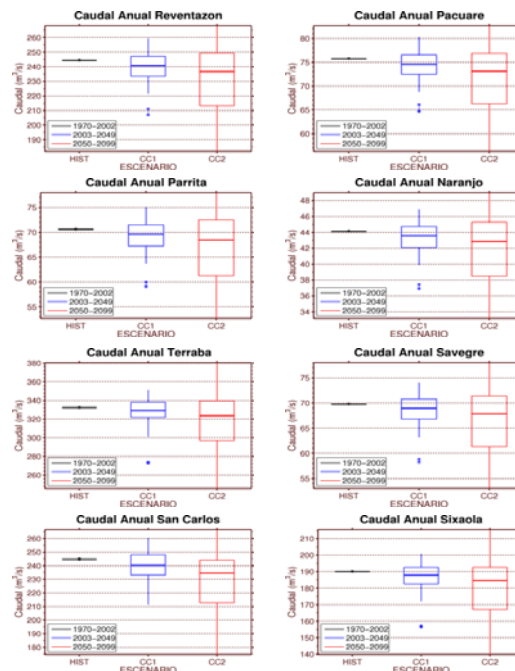 Caudal Anual Reventazon
Caudal (m³/s)
260
250
240
230
220
210
200
190
1970-2002
2003-2049
2050-2099
HIST CC1 CC2
ESCENARIO
Caudal Anual Pacuare
Caudal (m³/s)
80
75
70
65
60
1970-2002
2003-2049
2050-2099
HIST CC1 CC2
ESCENARIO
Caudal Anual Parrita
Caudal (m³/s)
75
70
65
60
55
1970-2002
2003-2049
2050-2099
HIST CC1 CC2
ESCENARIO
Caudal Anual Naranjo
Caudal (m³/s)
48
46
44
42
40
38
36
34
1970-2002
2003-2049
2050-2099
HIST CC1 CC2
ESCENARIO
Caudal Anual Terraba
Caudal (m³/s)
380
360
340
320
300
280
260
1970-2002
2003-2049
2050-2099
HIST CC1 CC2
ESCENARIO
Caudal Anual Savegre
Caudal (m³/s)
75
70
65
60
55
1970-2002
2003-2049
2050-2099
HIST CC1 CC2
ESCENARIO
Caudal Anual San Carlos
Caudal (m³/s)
260
250
240
230
220
210
200
190
180
1970-2002
2003-2049
2050-2099
HIST CC1 CC2
ESCENARIO
Caudal Anual Sixaola
Caudal (m³/s)
210
200
190
180
170
160
150
140
1970-2002
2003-2049
2050-2099
HIST CC1 CC2
ESCENARIO